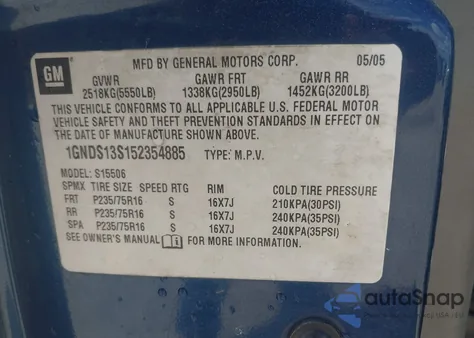 GM
MFD BY GENERAL MOTORS CORP. 05/05
GVWR GAWR FRT GAWR RR
2518KG(5550LB) 1338KG(2950LB) 1452KG(3200LB)
THIS VEHICLE CONFORMS TO ALL APPLICABLE U.S. FEDERAL MOTOR
VEHICLE SAFETY AND THEFT PREVENTION STANDARDS IN EFFECT ON
THE DATE OF MANUFACTURE SHOWN ABOVE.
1GNDS13S152354885 TYPE: M.P.V.
MODEL: S15506
SPMX TIRE SIZE SPEED RTG RIM COLD TIRE PRESSURE
FRT P235/75R16 S 16X7J 210KPA(30PSI)
RR P235/75R16 S 16X7J 240KPA(35PSI)
SPA P235/75R16 S 16X7J 240KPA(35PSI)
SEE OWNER'S MANUAL FOR MORE INFORMATION.
autoSnap